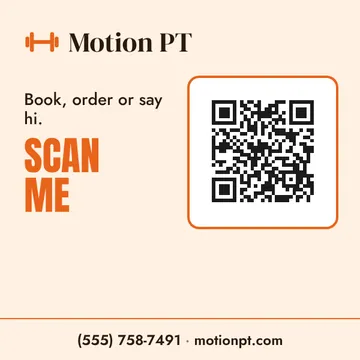 Motion PT
Book, order or say
hi.
SCAN
ME
(555) 758-7491 · motionpt.com